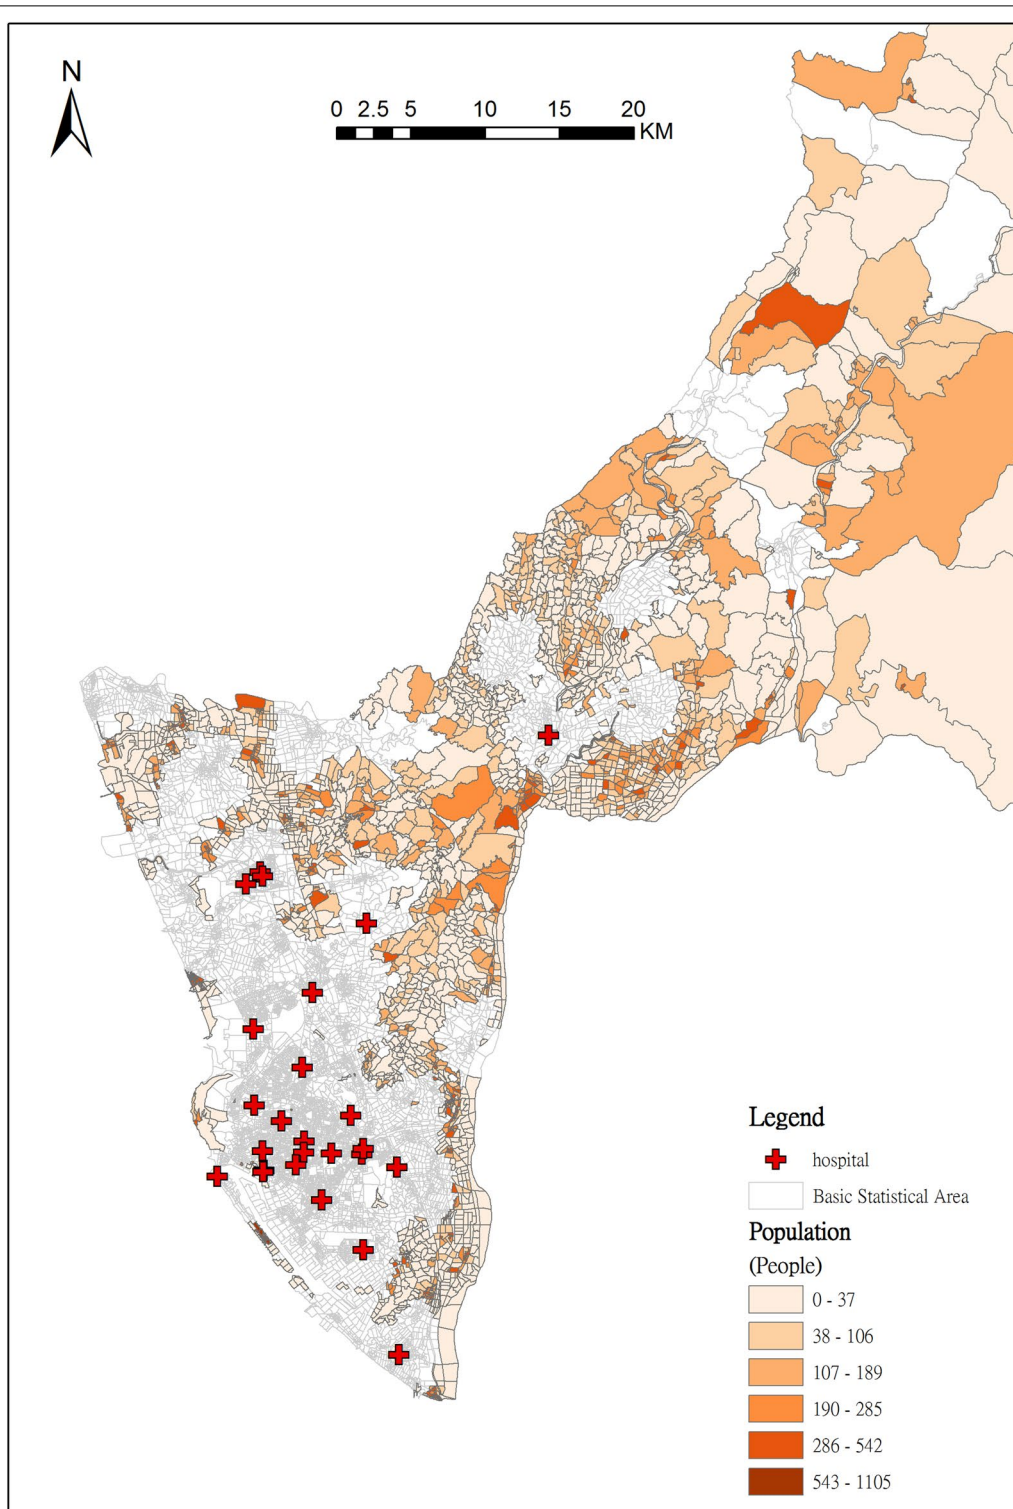 N
0 2.5 5 10 15 20
KM
Legend
hospital
Basic Statistical Area
Population
(People)
0 - 37
38 - 106
107 - 189
190 - 285
286 - 542
543 - 1105